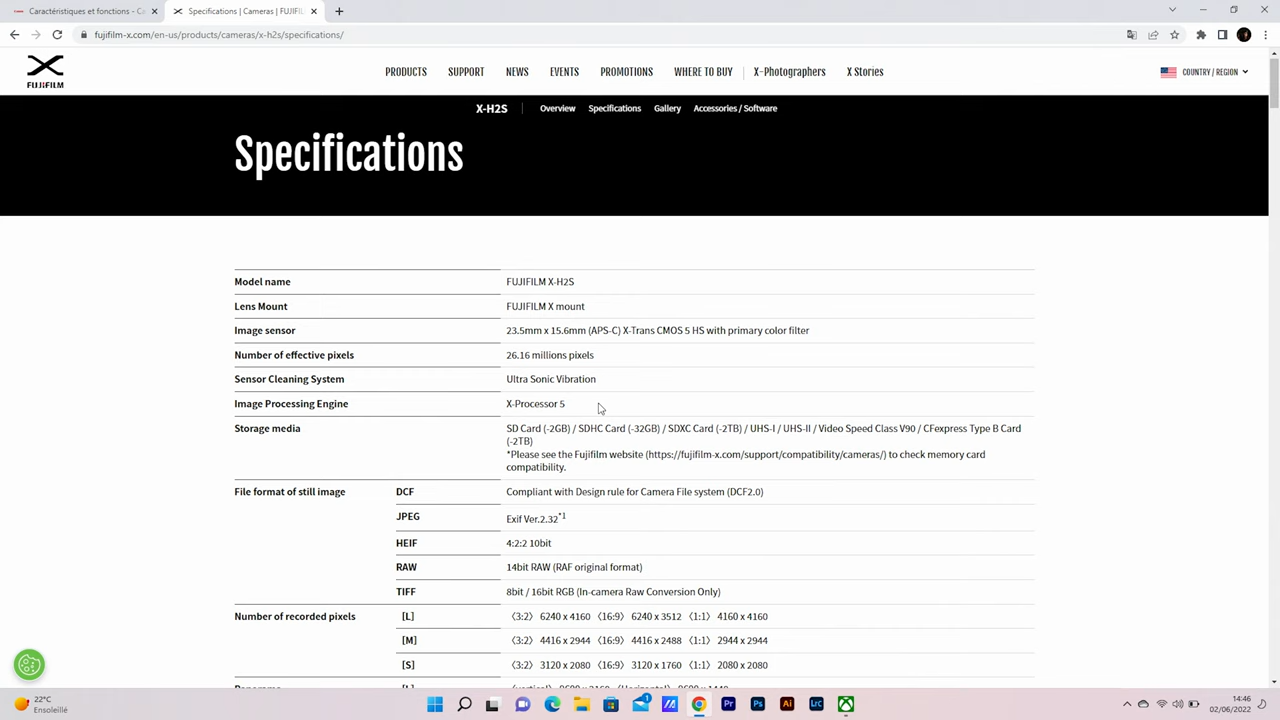 Caractéristiques et fonctions - Ca
Specifications | Cameras | FUJIFILM
fujifilm-x.com/en-us/products/cameras/x-h2s/specifications/
FUJIFILM
PRODUCTS SUPPORT NEWS EVENTS PROMOTIONS WHERE TO BUY X-Photographers X Stories
COUNTRY / REGION
X-H2S Overview Specifications Gallery Accessories / Software
Specifications
Model name FUJIFILM X-H2S
Lens Mount FUJIFILM X mount
Image sensor 23.5mm x 15.6mm (APS-C) X-Trans CMOS 5 HS with primary color filter
Number of effective pixels 26.16 millions pixels
Sensor Cleaning System Ultra Sonic Vibration
Image Processing Engine X-Processor 5
Storage media SD Card (-2GB) / SDHC Card (-32GB) / SDXC Card (-2TB) / UHS-I / UHS-II / Video Speed Class V90 / CFexpress Type B Card
(-2TB)
*Please see the Fujifilm website (https://fujifilm-x.com/support/compatibility/cameras/) to check memory card
compatibility.
File format of still image DCF Compliant with Design rule for Camera File system (DCF2.0)
JPEG Exif Ver.2.32*1
HEIF 4:2:2 10bit
RAW 14bit RAW (RAF original format)
TIFF 8bit / 16bit RGB (In-camera Raw Conversion Only)
Number of recorded pixels [L] 〈3:2〉 6240 x 4160 〈16:9〉 6240 x 3512 〈1:1〉 4160 x 4160
[M] 〈3:2〉 4416 x 2944 〈16:9〉 4416 x 2488 〈1:1〉 2944 x 2944
[S] 〈3:2〉 3120 x 2080 〈16:9〉 3120 x 1760 〈1:1〉 2080 x 2080
22°C
Ensoleillé
1
Pr
Ps
Ai
Lrc
14:46
02/06/2022